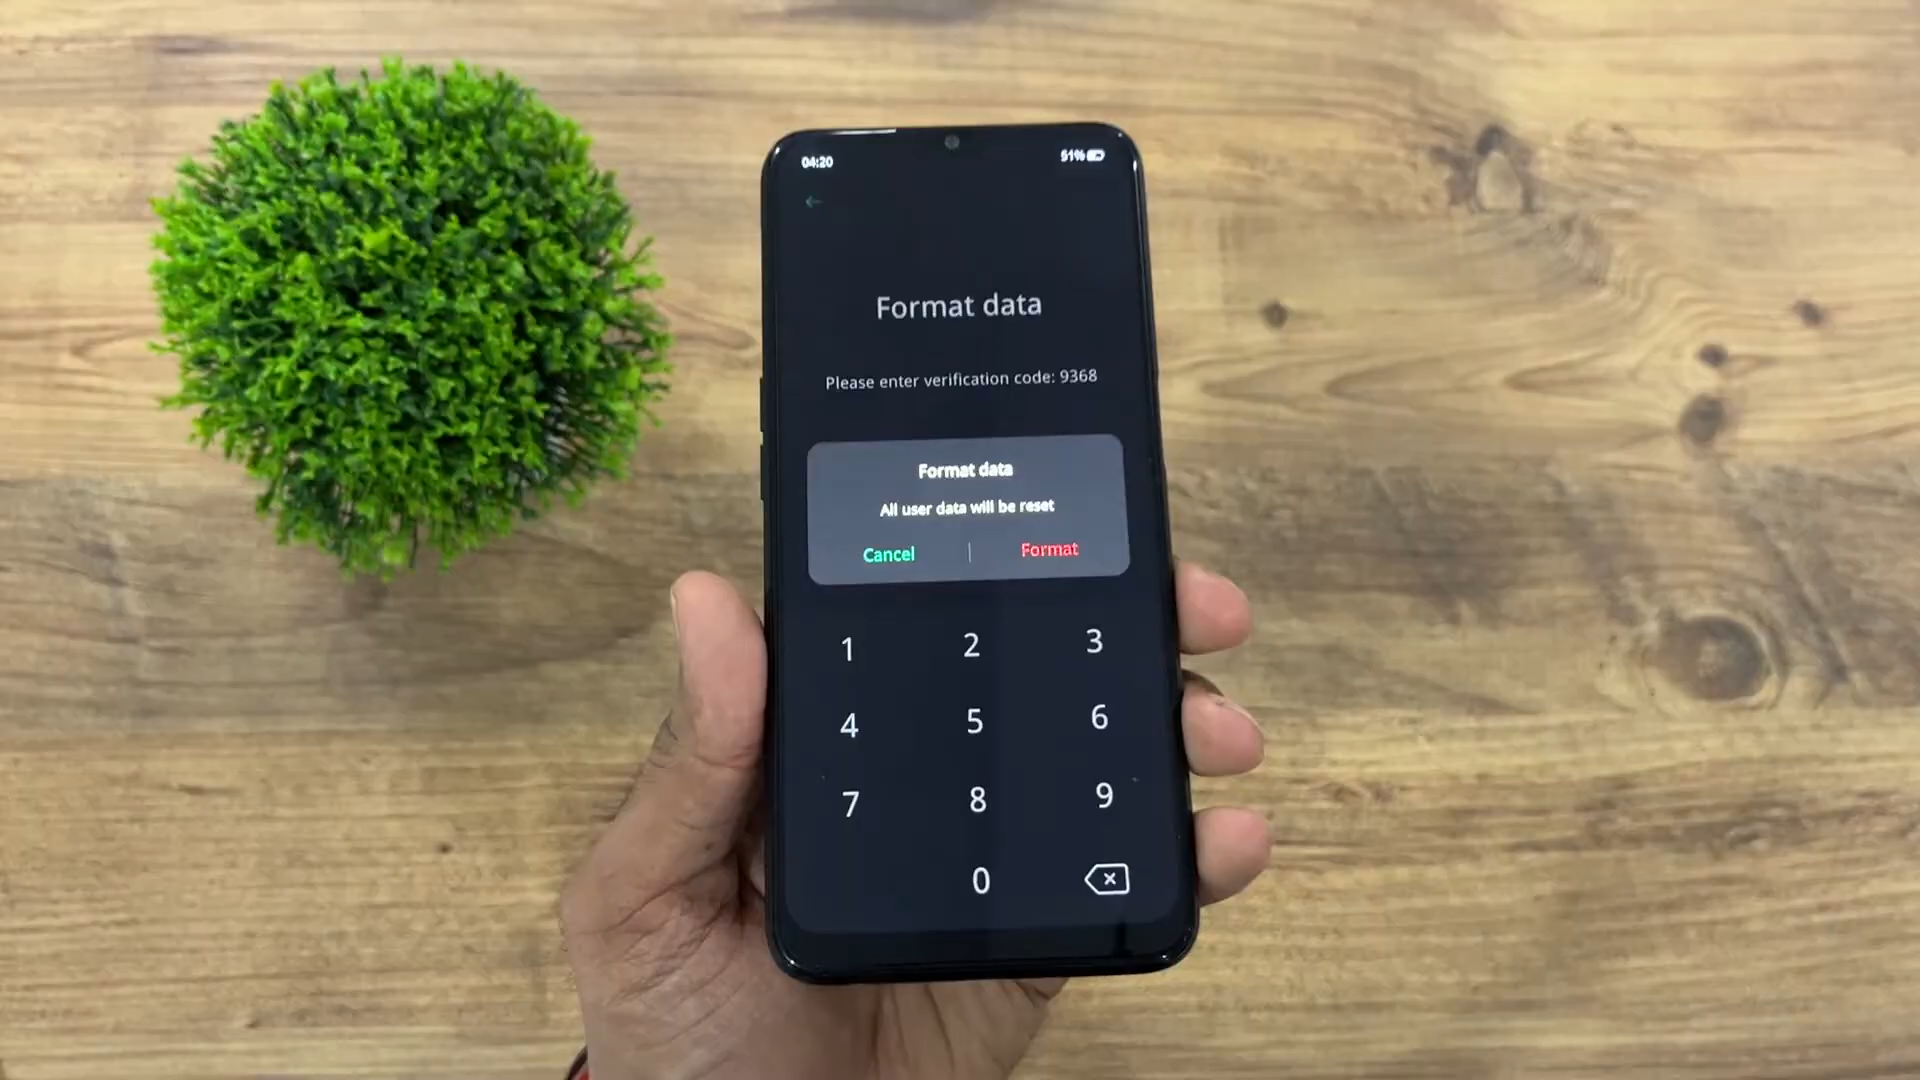 04:20
51%
Format data
Please enter verification code: 9368
Format data
All user data will be reset
Cancel | Format
1 2 3
4 5 6
7 8 9
0